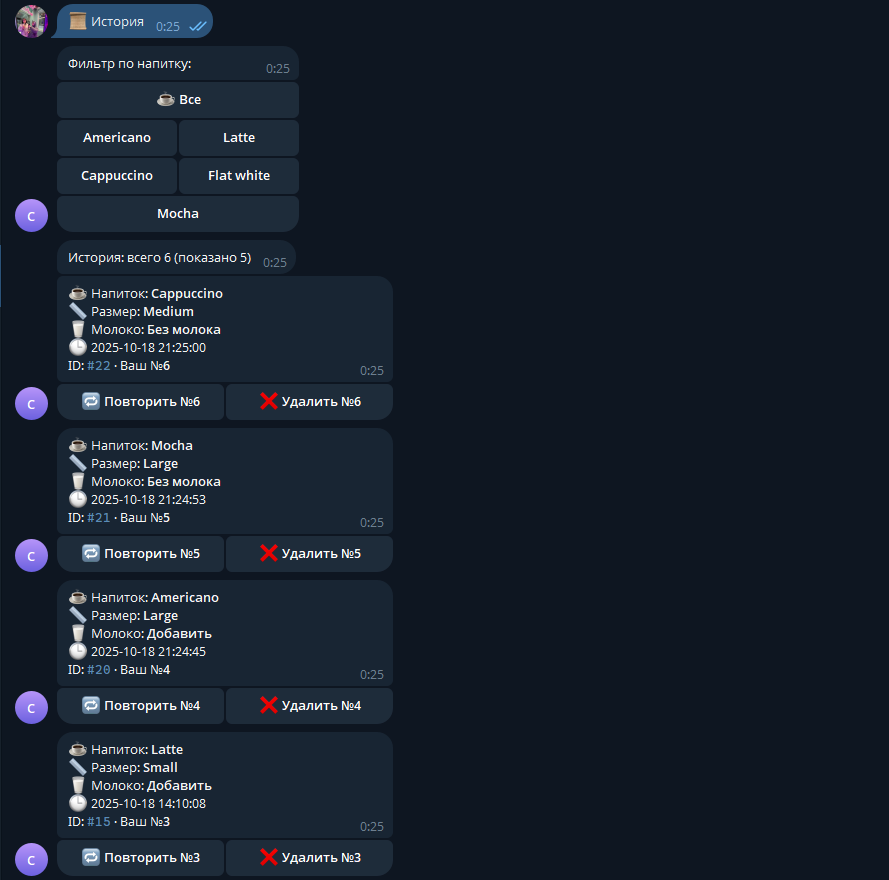 История 0:25
Фильтр по напитку: 0:25
Все
Americano Latte
Cappuccino Flat white
C Mocha
История: всего 6 (показано 5) 0:25
Напиток: Cappuccino
Размер: Medium
Молоко: Без молока
2025-10-18 21:25:00
ID: #22 · Ваш №6 0:25
C Повторить №6 Удалить №6
Напиток: Mocha
Размер: Large
Молоко: Без молока
2025-10-18 21:24:53
ID: #21 · Ваш №5 0:25
C Повторить №5 Удалить №5
Напиток: Americano
Размер: Large
Молоко: Добавить
2025-10-18 21:24:45
ID: #20 · Ваш №4 0:25
C Повторить №4 Удалить №4
Напиток: Latte
Размер: Small
Молоко: Добавить
2025-10-18 14:10:08
ID: #15 · Ваш №3 0:25
C Повторить №3 Удалить №3